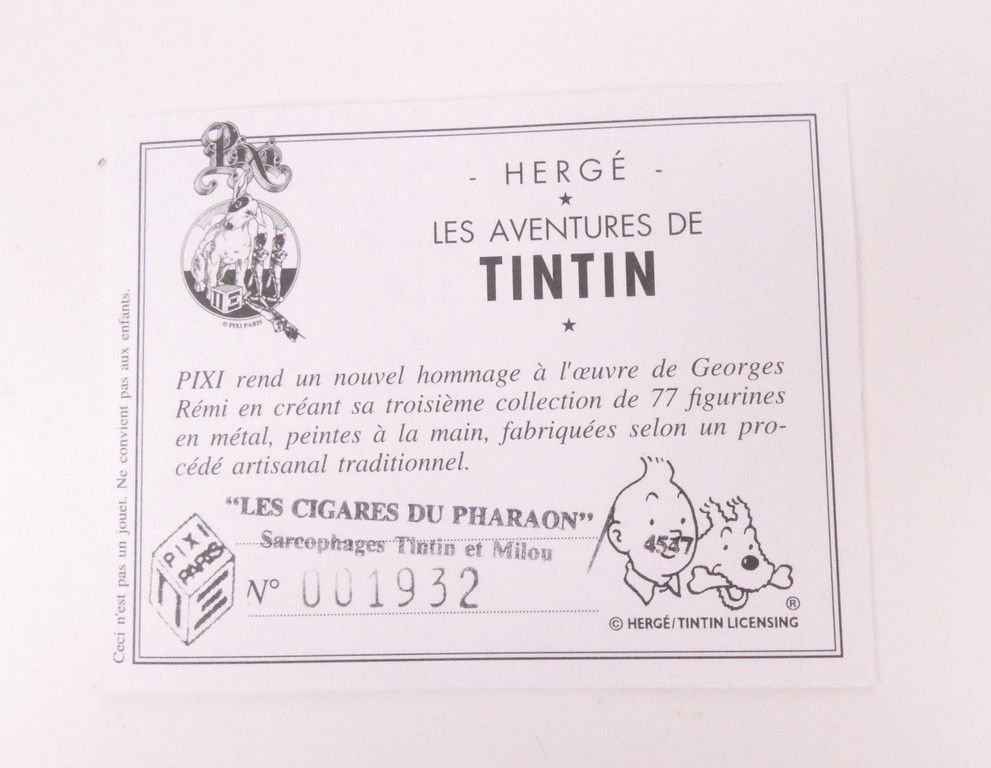 Pixi
© PIXI PARIS
- HERGÉ -
LES AVENTURES DE
TINTIN
PIXI rend un nouvel hommage à l'œuvre de Georges
Rémi en créant sa troisième collection de 77 figurines
en métal, peintes à la main, fabriquées selon un pro-
cédé artisanal traditionnel.
"LES CIGARES DU PHARAON"
Sarcophages Tintin et Milou
N° 001932
PIXI
PARIS
© HERGÉ/TINTIN LICENSING
®
Ceci n'est pas un jouet. Ne convient pas aux enfants.